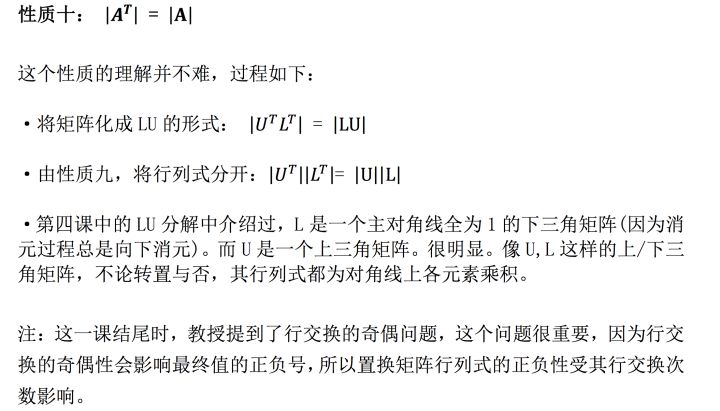 性质十： |Aᵀ| = |A|
这个性质的理解并不难，过程如下：
·将矩阵化成 LU 的形式： |UᵀLᵀ| = |LU|
·由性质九，将行列式分开：|Uᵀ||Lᵀ|= |U||L|
·第四课中的 LU 分解中介绍过，L 是一个主对角线全为 1 的下三角矩阵(因为消
元过程总是向下消元)。而 U 是一个上三角矩阵。很明显。像 U,L 这样的上/下三
角矩阵，不论转置与否，其行列式都为对角线上各元素乘积。
注：这一课结尾时，教授提到了行交换的奇偶问题，这个问题很重要，因为行交
换的奇偶性会影响最终值的正负号，所以置换矩阵行列式的正负性受其行交换次
数影响。